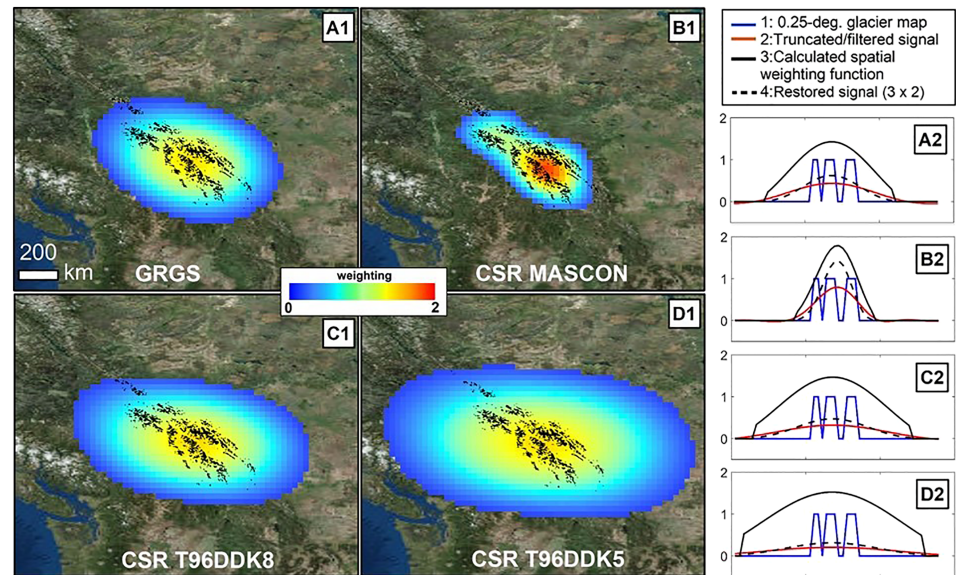 A1
B1
GRGS
CSR MASCON
200
km
weighting
0
2
C1
D1
CSR T96DDK8
CSR T96DDK5
1: 0.25-deg. glacier map
2:Truncated/filtered signal
3:Calculated spatial
weighting function
4:Restored signal (3 x 2)
2
1
0
A2
2
1
0
B2
2
1
0
C2
2
1
0
D2